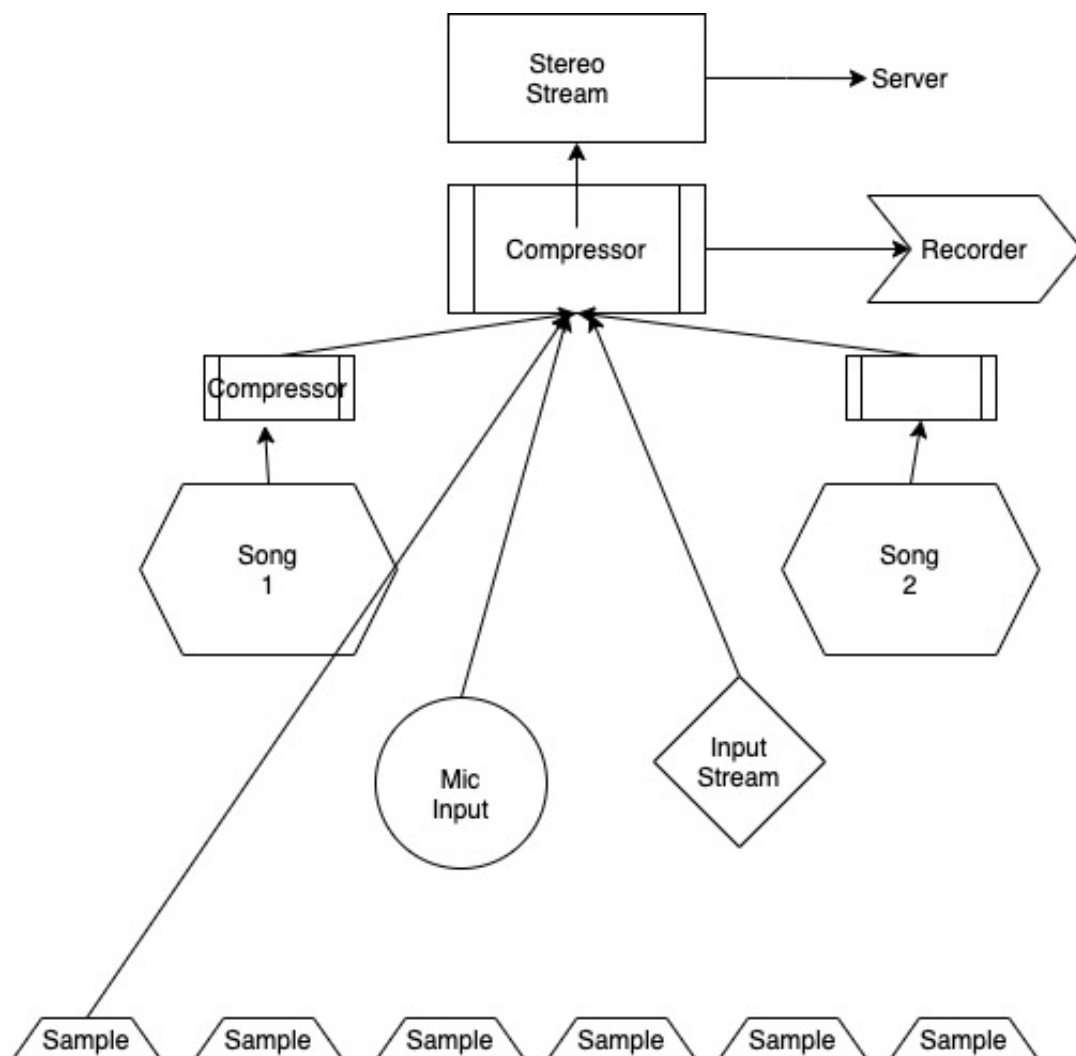 Stereo
Stream
Server
Compressor
Recorder
Compressor
Song
1
Song
2
Mic
Input
Input
Stream
Sample
Sample
Sample
Sample
Sample
Sample